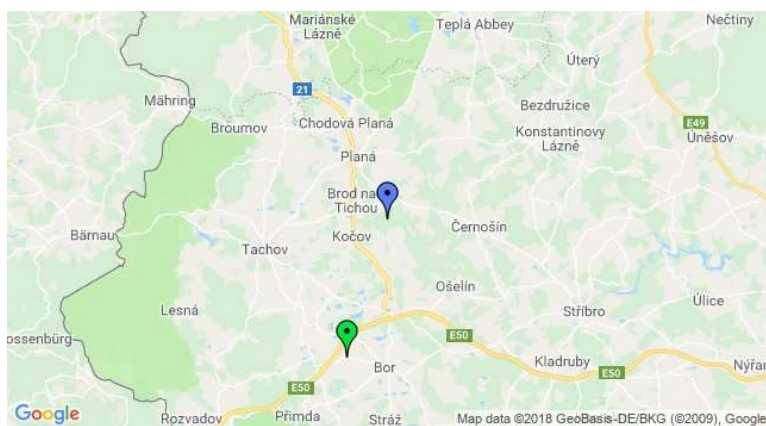 Mariánské
Lázně
Teplá Abbey
Nečtiny
Úterý
21
Mähring
Bezdružice
E49
Broumov
Chodová Planá
Konstantinovy
Lázně
Úněšov
Planá
Brod na
Tichou
Černošín
Bärnau
Kočov
Tachov
Ošelín
Lesná
Stříbro
Úlice
ossenbürg
E50
Kladruby
Nýřan
Bor
E50
E50
Google
Rozvadov
Přimda
Stráž
Map data ©2018 GeoBasis-DE/BKG (©2009), Google